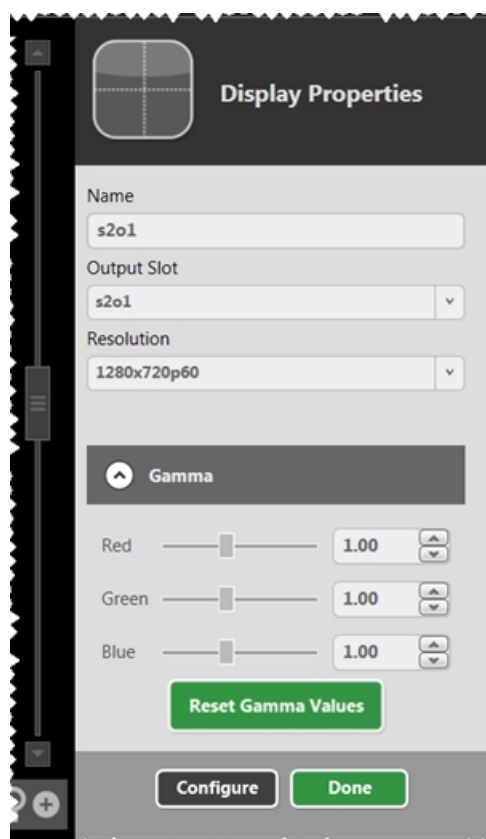 Display Properties
Name
s2o1
Output Slot
s2o1
Resolution
1280x720p60
Gamma
Red 1.00
Green 1.00
Blue 1.00
Reset Gamma Values
Configure Done